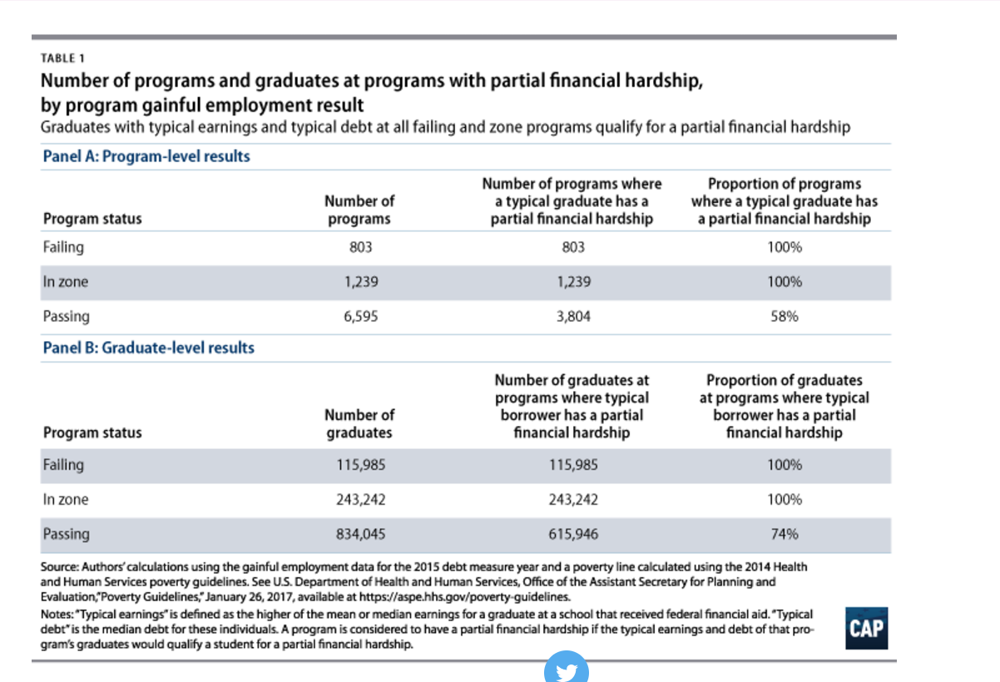 TABLE 1
Number of programs and graduates at programs with partial financial hardship,
by program gainful employment result
Graduates with typical earnings and typical debt at all failing and zone programs qualify for a partial financial hardship
Panel A: Program-level results
Program status
Number of
programs
Number of programs where
a typical graduate has a
partial financial hardship
Proportion of programs
where a typical graduate has
a partial financial hardship
Failing 803 803 100%
In zone 1,239 1,239 100%
Passing 6,595 3,804 58%
Panel B: Graduate-level results
Program status
Number of
graduates
Number of graduates at
programs where typical
borrower has a partial
financial hardship
Proportion of graduates
at programs where typical
borrower has a partial
financial hardship
Failing 115,985 115,985 100%
In zone 243,242 243,242 100%
Passing 834,045 615,946 74%
Source: Authors' calculations using the gainful employment data for the 2015 debt measure year and a poverty line calculated using the 2014 Health
and Human Services poverty guidelines. See U.S. Department of Health and Human Services, Office of the Assistant Secretary for Planning and
Evaluation,"Poverty Guidelines," January 26, 2017, available at https://aspe.hhs.gov/poverty-guidelines.
Notes: "Typical earnings" is defined as the higher of the mean or median earnings for a graduate at a school that received federal financial aid. "Typical
debt" is the median debt for these individuals. A program is considered to have a partial financial hardship if the typical earnings and debt of that pro-
gram's graduates would qualify a student for a partial financial hardship.
CAP